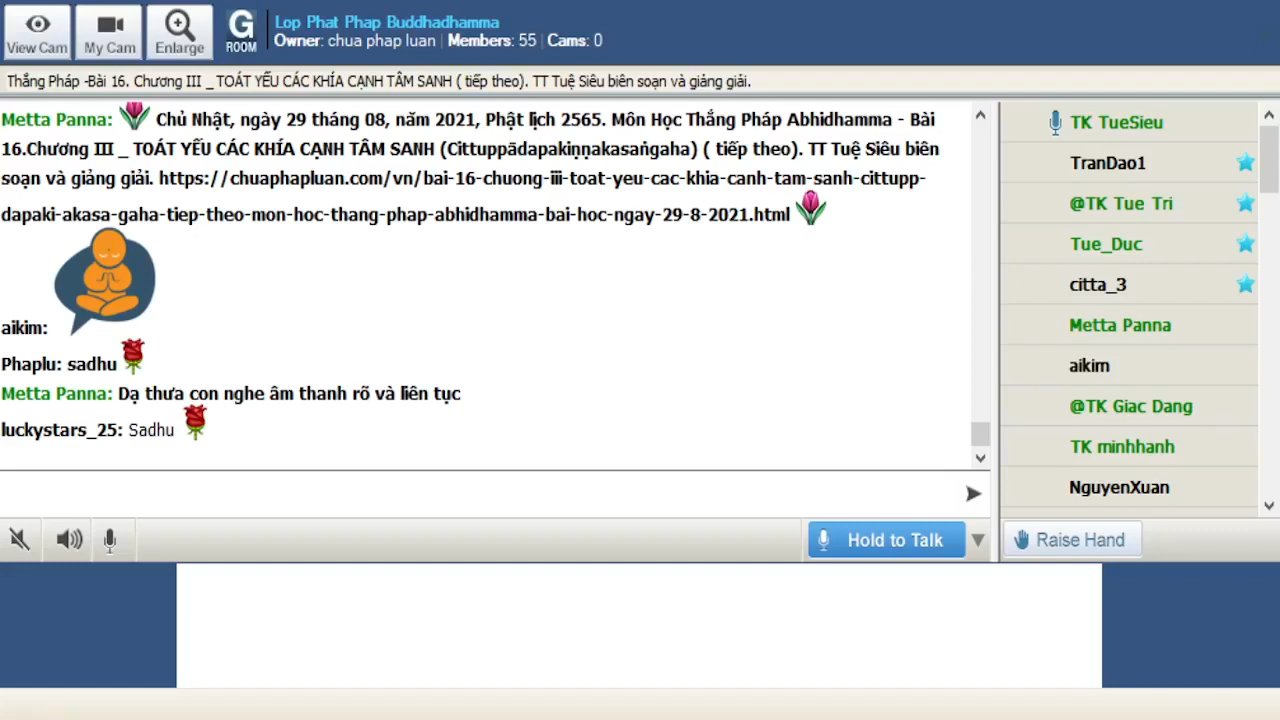 View Cam
My Cam
Enlarge
G
ROOM
Lop Phat Phap Buddhadhamma
Owner: chua phap luan | Members: 55 | Cams: 0
Thắng Pháp -Bài 16. Chương III _ TOÁT YẾU CÁC KHÍA CẠNH TÂM SANH ( tiếp theo). TT Tuệ Siêu biên soạn và giảng giải.
Metta Panna: Chủ Nhật, ngày 29 tháng 08, năm 2021, Phật lịch 2565. Môn Học Thắng Pháp Abhidhamma - Bài
16.Chương III _ TOÁT YẾU CÁC KHÍA CẠNH TÂM SANH (Cittuppādapakiṇṇakasaṅgaha) ( tiếp theo). TT Tuệ Siêu biên
soạn và giảng giải. https://chuaphapluan.com/vn/bai-16-chuong-iii-toat-yeu-cac-khia-canh-tam-sanh-cittupp-
dapaki-akasa-gaha-tiep-theo-mon-hoc-thang-phap-abhidhamma-bai-hoc-ngay-29-8-2021.html
aikim:
Phaplu: sadhu
Metta Panna: Dạ thưa con nghe âm thanh rõ và liên tục
luckystars_25: Sadhu
TK TueSieu
TranDao1
@TK Tue Tri
Tue_Duc
citta_3
Metta Panna
aikim
@TK Giac Dang
TK minhhanh
NguyenXuan
Hold to Talk
Raise Hand